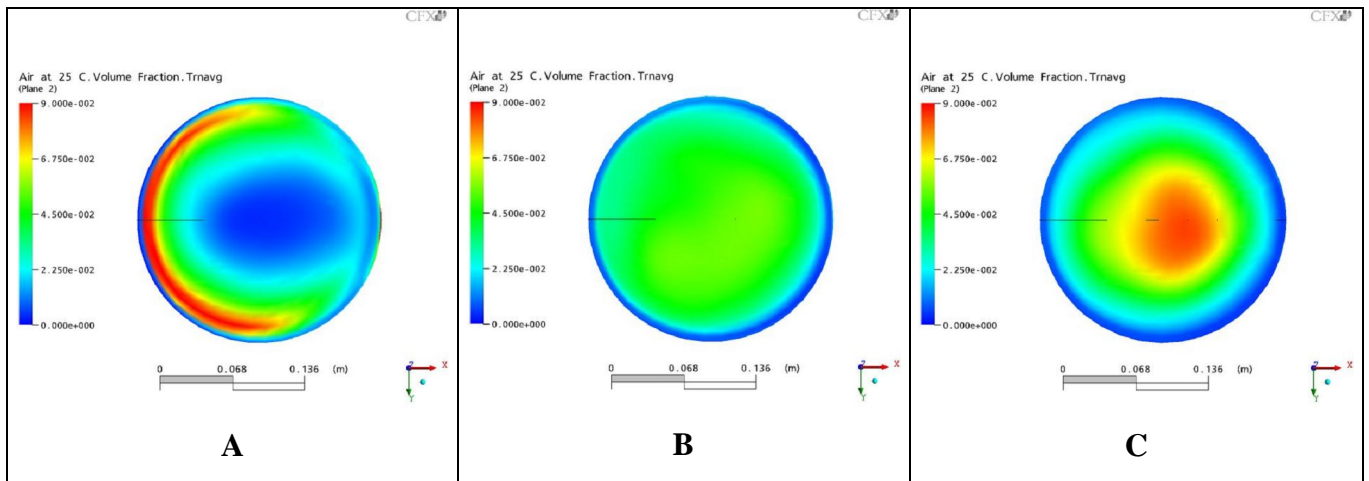 CFX
Air at 25 C.Volume Fraction.Trnavg
(Plane 2)
9.000e-002
6.750e-002
4.500e-002
2.250e-002
0.000e+000
0 0.068 0.136 (m)
Z X
Y
A
CFX
Air at 25 C.Volume Fraction.Trnavg
(Plane 2)
9.000e-002
6.750e-002
4.500e-002
2.250e-002
0.000e+000
0 0.068 0.136 (m)
Z X
Y
B
CFX
Air at 25 C.Volume Fraction.Trnavg
(Plane 2)
9.000e-002
6.750e-002
4.500e-002
2.250e-002
0.000e+000
0 0.068 0.136 (m)
Z X
Y
C